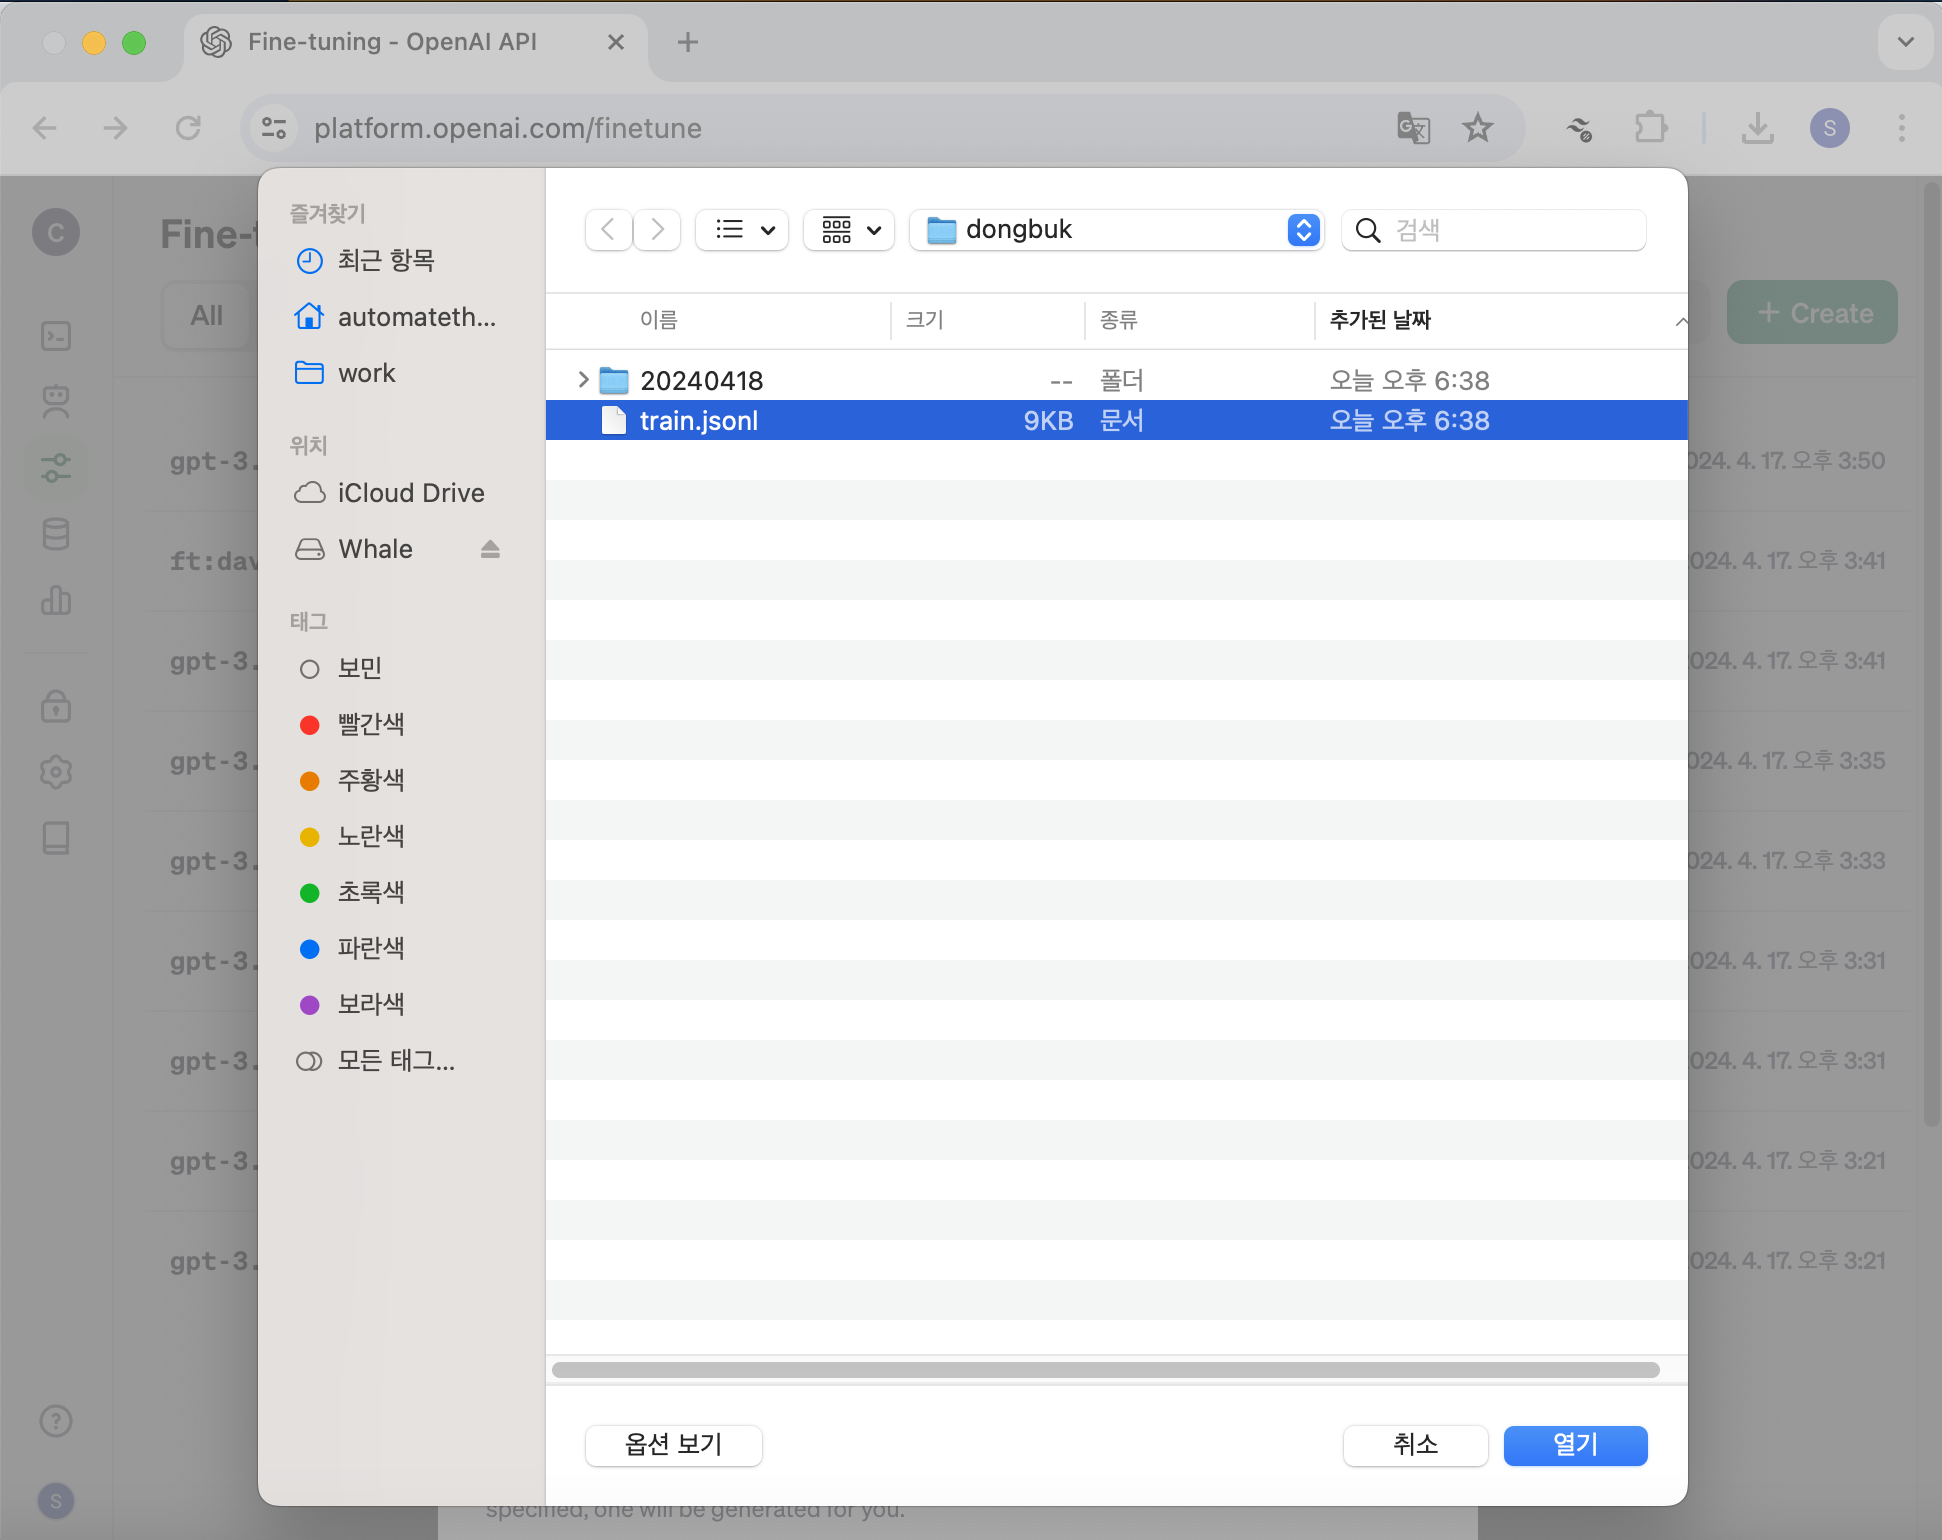 Fine-tuning - OpenAI API
platform.openai.com/finetune
C
Fine-t
All
+ Create
즐겨찾기
최근 항목
automateth...
work
위치
iCloud Drive
Whale
태그
보민
빨간색
주황색
노란색
초록색
파란색
보라색
모든 태그...
dongbuk
검색
이름 크기 종류 추가된 날짜
20240418 -- 폴더 오늘 오후 6:38
train.jsonl 9KB 문서 오늘 오후 6:38
gpt-3. 024. 4. 17. 오후 3:50
ft:dav 024. 4. 17. 오후 3:41
gpt-3. 024. 4. 17. 오후 3:41
gpt-3. 024. 4. 17. 오후 3:35
gpt-3. 024. 4. 17. 오후 3:33
gpt-3. 024. 4. 17. 오후 3:31
gpt-3. 024. 4. 17. 오후 3:31
gpt-3. 024. 4. 17. 오후 3:21
gpt-3. 024. 4. 17. 오후 3:21
옵션 보기
취소
열기
S
S
specified, one will be generated for you.